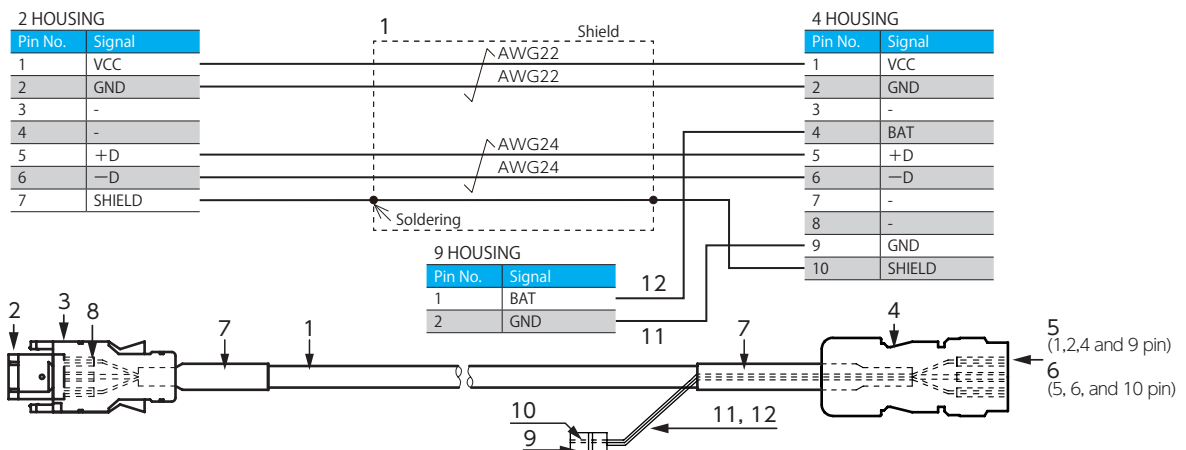 2 HOUSING
Pin No. Signal
1 VCC
2 GND
3 -
4 -
5 +D
6 −D
7 SHIELD
1
Shield
AWG22
AWG22
AWG24
AWG24
Soldering
4 HOUSING
Pin No. Signal
1 VCC
2 GND
3 -
4 BAT
5 +D
6 −D
7 -
8 -
9 GND
10 SHIELD
9 HOUSING
Pin No. Signal
1 BAT
2 GND
12
11
2
3
8
7
1
7
4
5
(1,2,4 and 9 pin)
6
(5, 6, and 10 pin)
10
9
11, 12